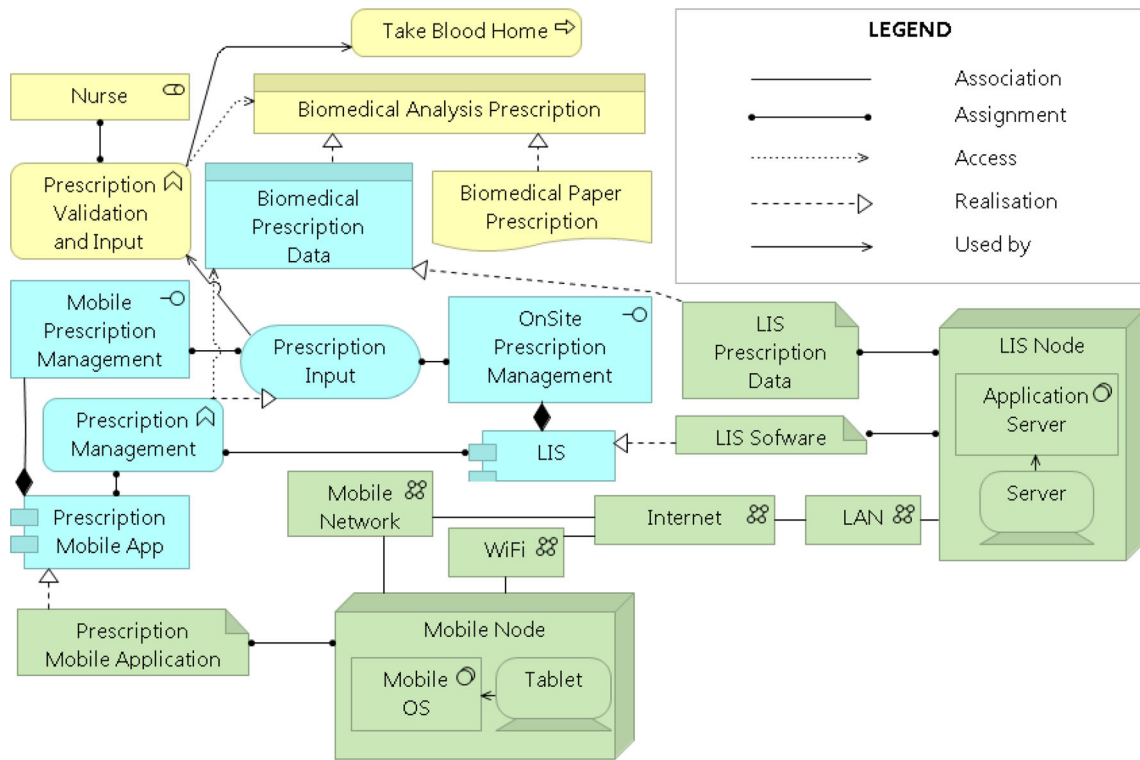 Take Blood Home
LEGEND
Association
Assignment
Access
Realisation
Used by
Nurse
Biomedical Analysis Prescription
Prescription
Validation
and Input
Biomedical
Prescription
Data
Biomedical Paper
Prescription
Mobile
Prescription
Management
Prescription
Input
OnSite
Prescription
Management
LIS
Prescription
Data
LIS Node
Application
Server
Server
Prescription
Management
LIS
LIS Sofware
Prescription
Mobile App
Mobile
Network
WiFi
Internet
LAN
Prescription
Mobile Application
Mobile Node
Mobile
OS
Tablet